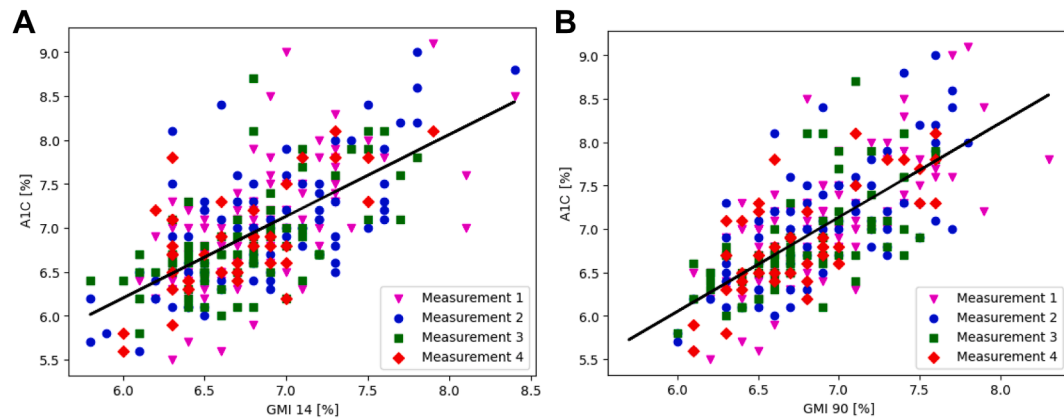 A
B
9.0
8.5
8.0
7.5
7.0
6.5
6.0
5.5
A1C [%]
6.0 6.5 7.0 7.5 8.0 8.5
GMI 14 [%]
Measurement 1
Measurement 2
Measurement 3
Measurement 4
9.0
8.5
8.0
7.5
7.0
6.5
6.0
5.5
A1C [%]
6.0 6.5 7.0 7.5 8.0
GMI 90 [%]
Measurement 1
Measurement 2
Measurement 3
Measurement 4